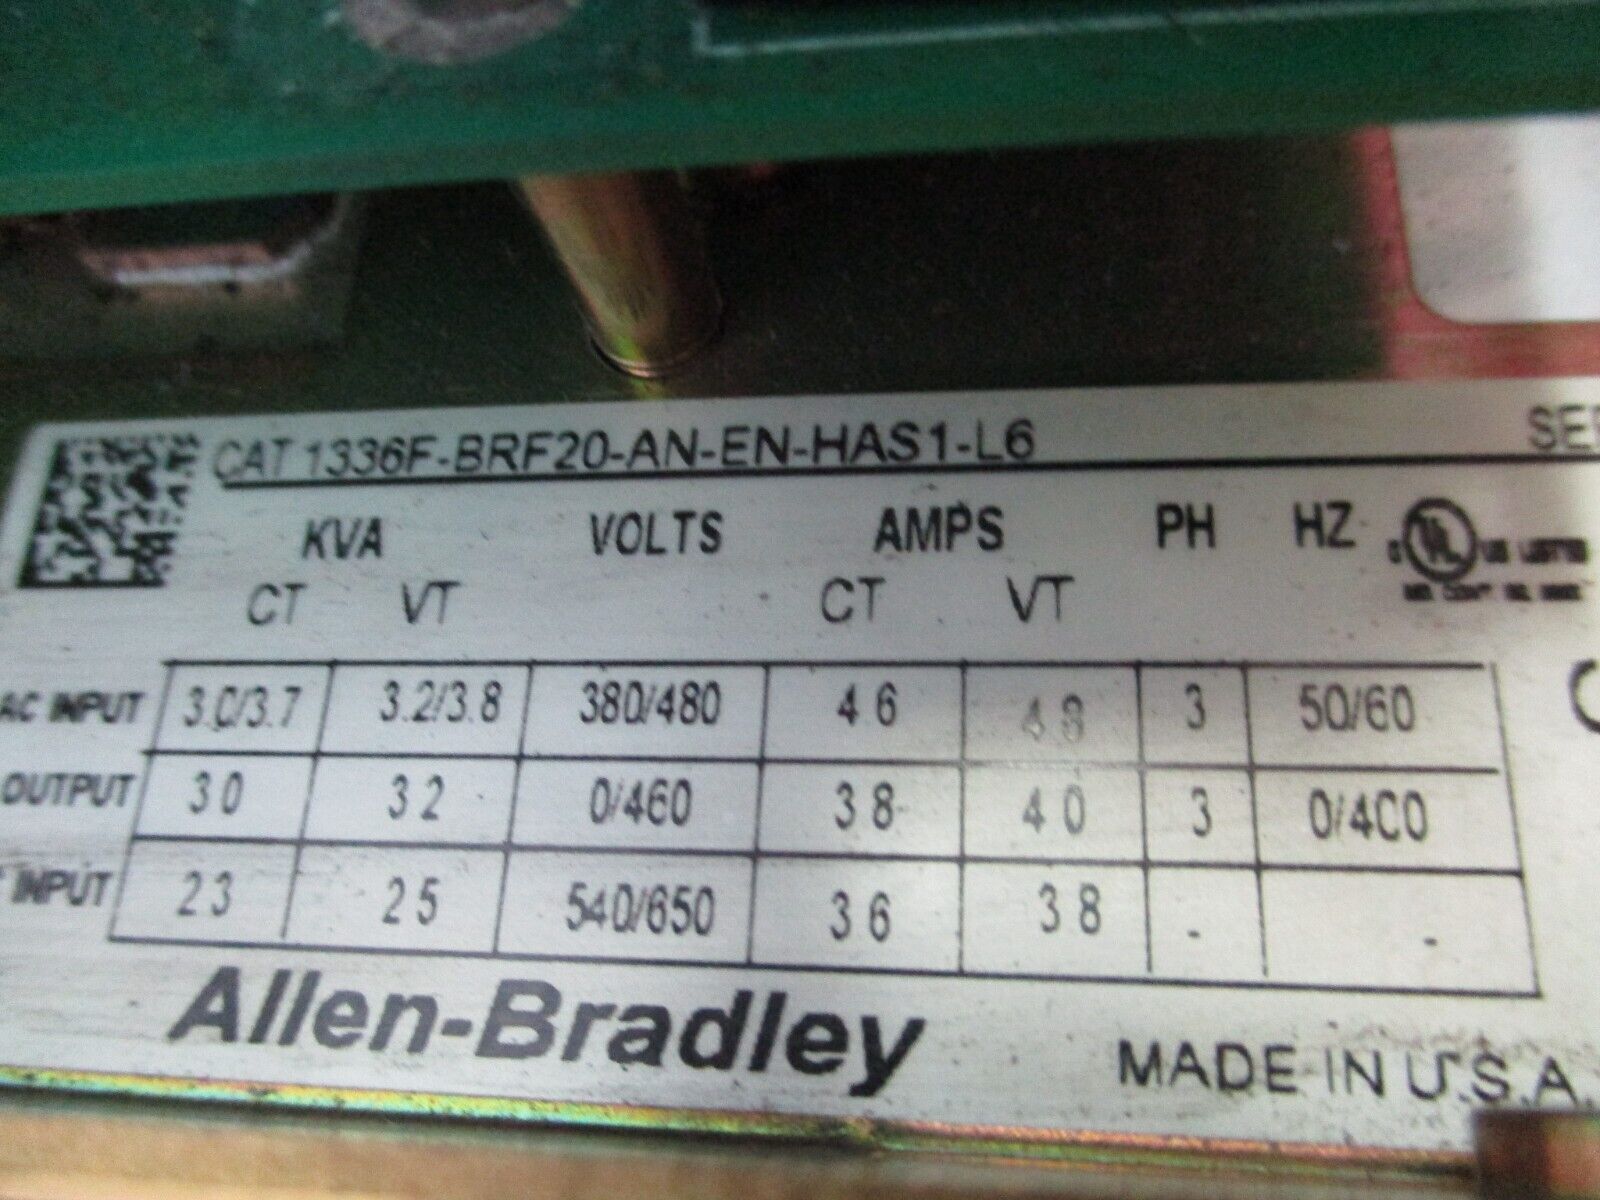 CAT 1336F-BRF20-AN-EN-HAS1-L6 SER
KVA VOLTS AMPS PH HZ UL US LISTED
CT VT CT VT
AC INPUT 3.0/3.7 3.2/3.8 380/480 4.6 4.8 3 50/60
OUTPUT 3.0 3.2 0/460 3.8 4.0 3 0/400
INPUT 2.3 2.5 540/650 3.6 3.8 - -
Allen-Bradley
MADE IN U.S.A.